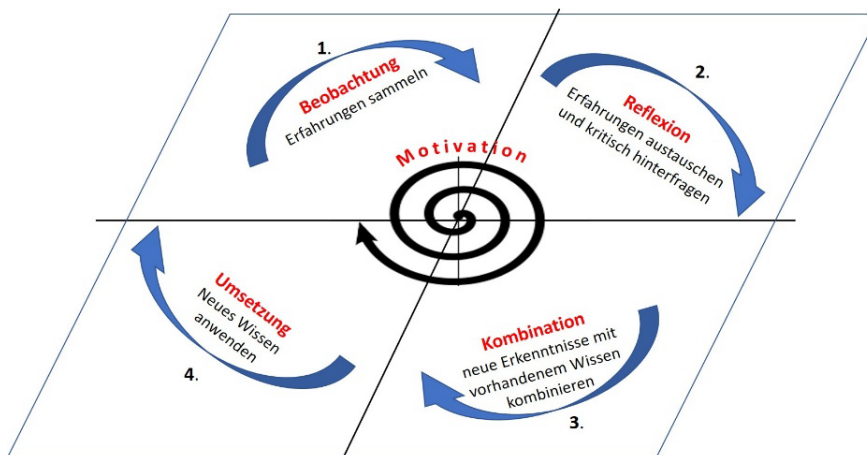 1.
Beobachtung
Erfahrungen sammeln
2.
Reflexion
Erfahrungen austauschen
und kritisch hinterfragen
Motivation
Kombination
neue Erkenntnisse mit
vorhandenem Wissen
kombinieren
3.
Umsetzung
Neues Wissen
anwenden
4.